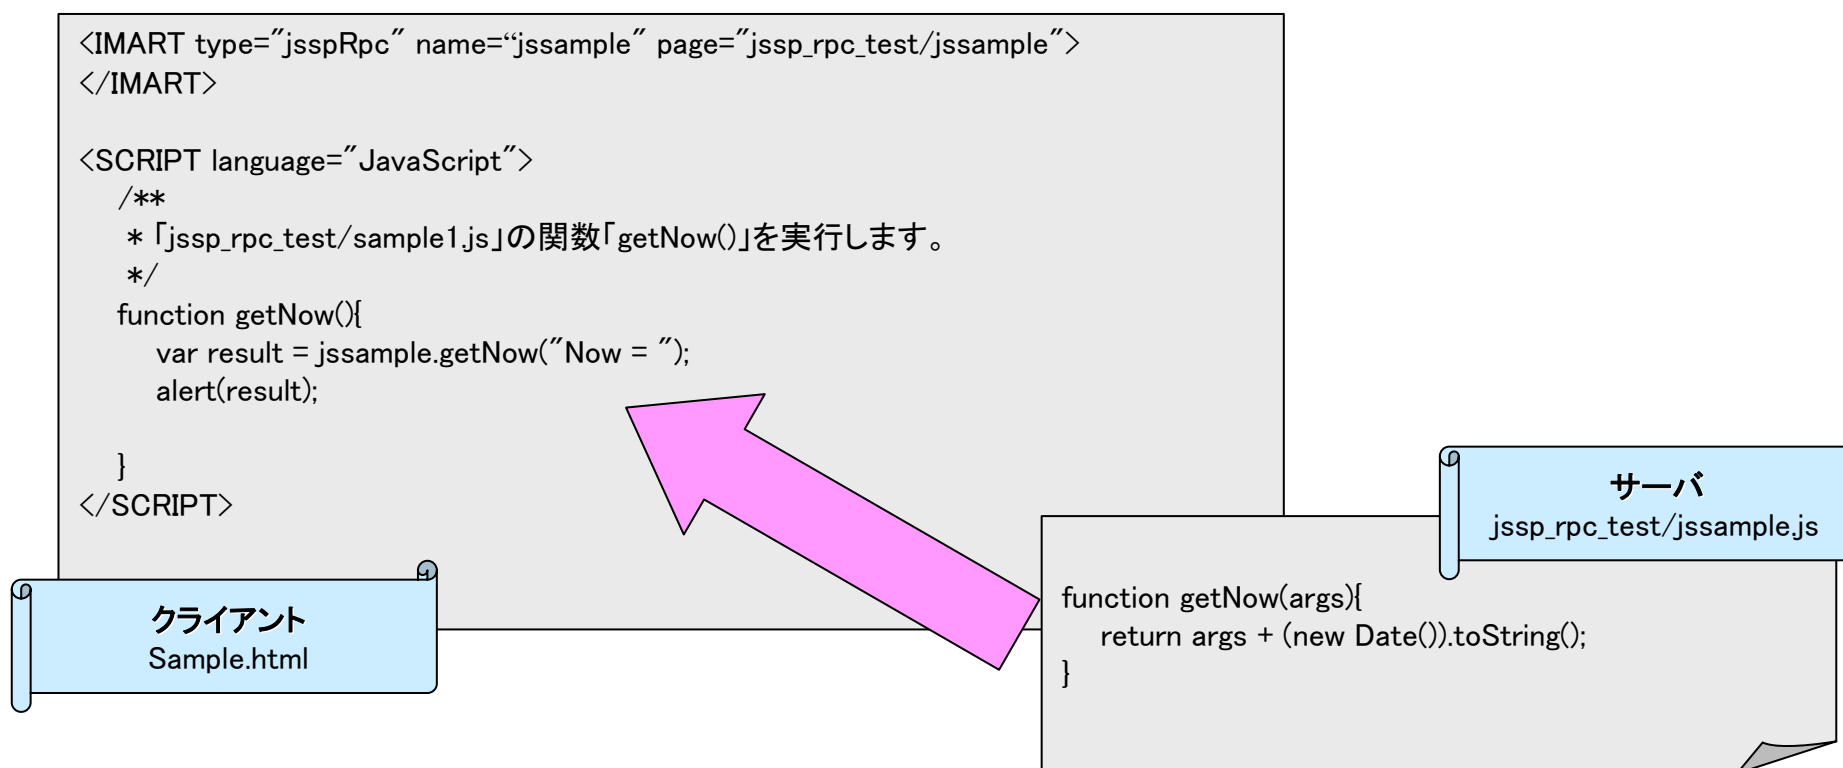 <IMART type="jsspRpc" name=“jssample" page="jssp_rpc_test/jssample">
</IMART>
<SCRIPT language="JavaScript">
/**
* 「jssp_rpc_test/sample1.js」の関数「getNow()」を実行します。
*/
function getNow(){
var result = jssample.getNow("Now = ");
alert(result);
}
</SCRIPT>
クライアント
Sample.html
サーバ
jssp_rpc_test/jssample.js
function getNow(args){
return args + (new Date()).toString();
}